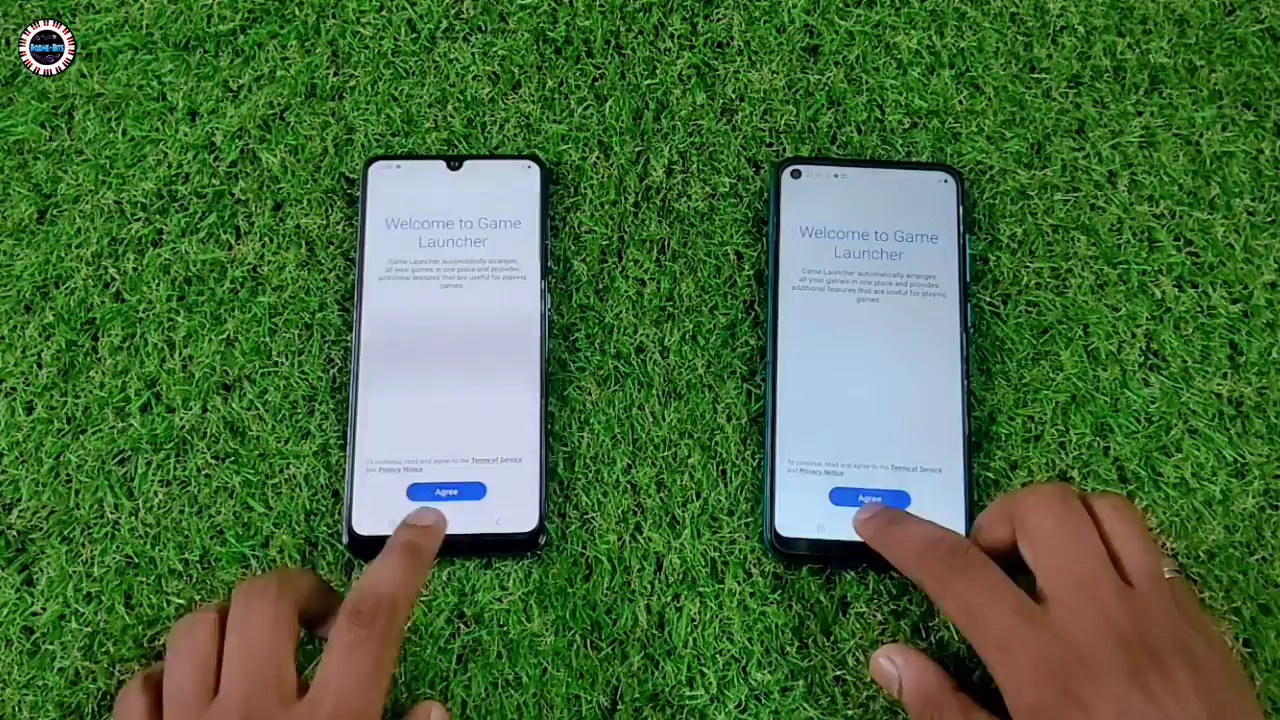 RADHE-BITS
Welcome to Game
Launcher
Game Launcher automatically arranges
all your games in one place and provides
additional features that are useful for playing
games.
To continue, read and agree to the Terms of Service
and Privacy Notice
Agree
Welcome to Game
Launcher
Game Launcher automatically arranges
all your games in one place and provides
additional features that are useful for playing
games.
To continue, read and agree to the Terms of Service
and Privacy Notice
Agree